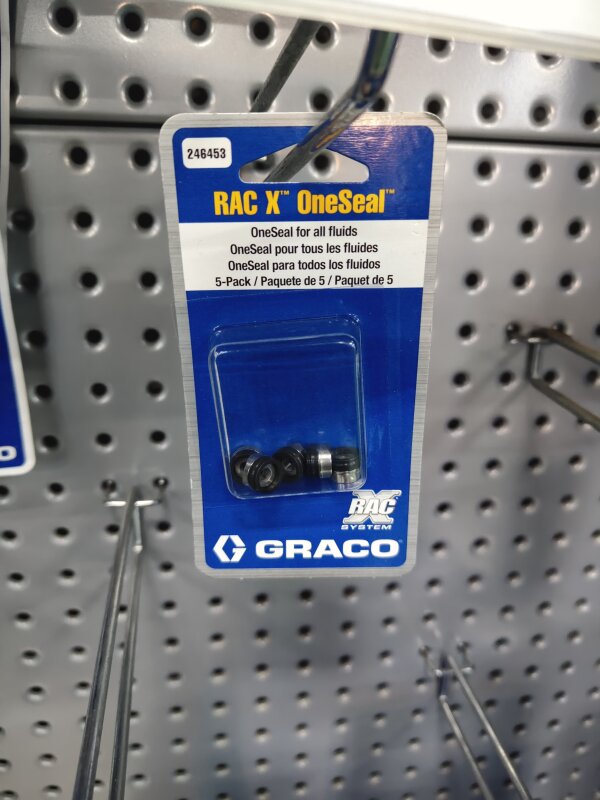 246453
RAC X™ OneSeal™
OneSeal for all fluids
OneSeal pour tous les fluides
OneSeal para todos los fluidos
5-Pack / Paquete de 5 / Paquet de 5
X
RAC
SYSTEM
GRACO
O